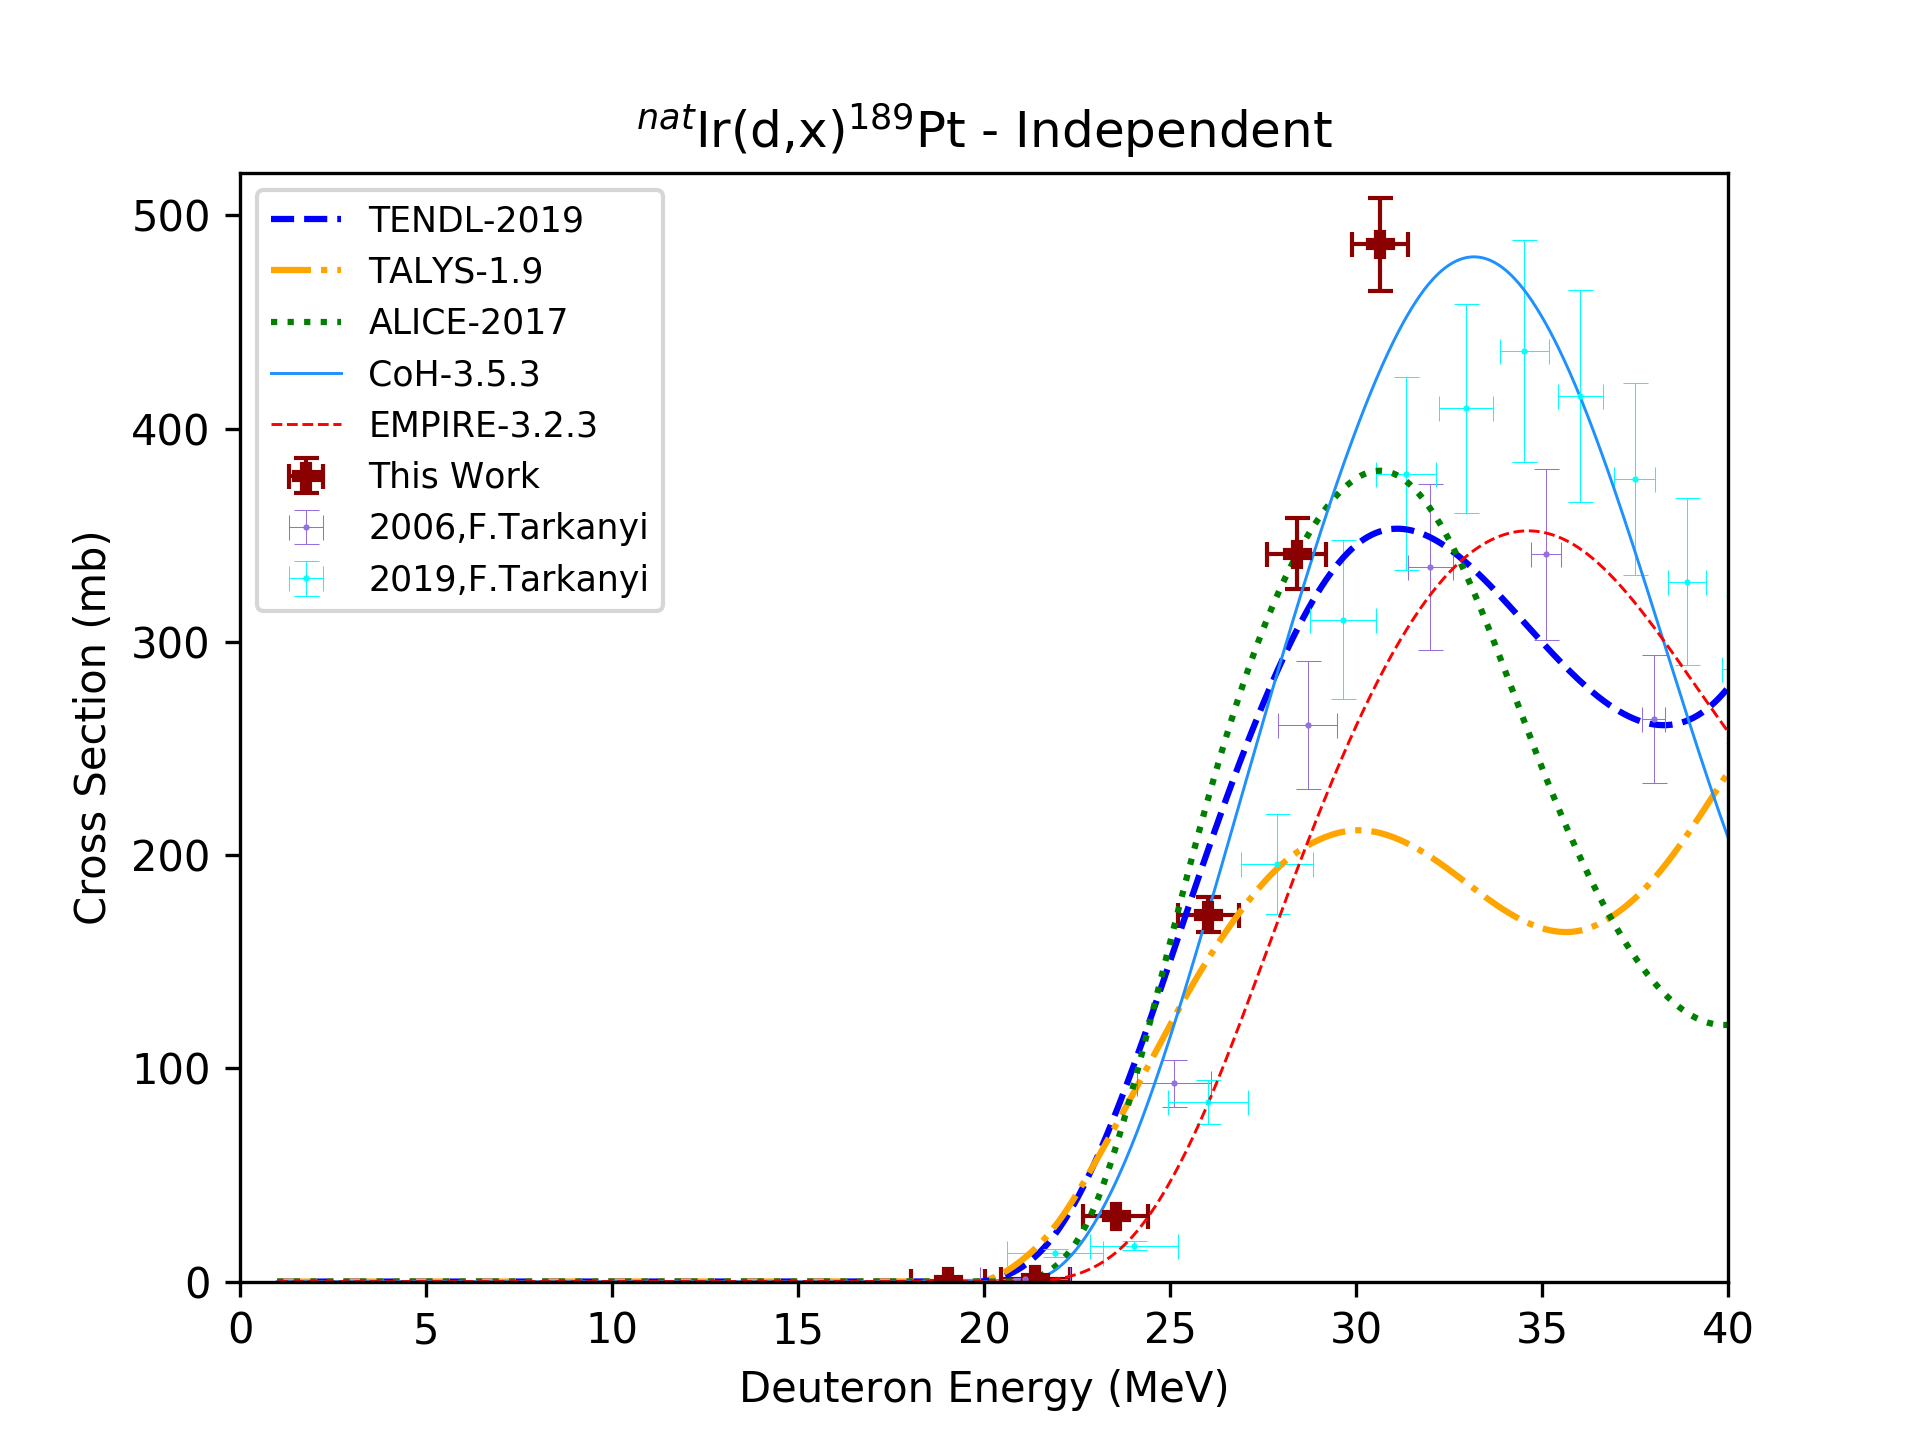 natIr(d,x)189Pt - Independent
TENDL-2019
TALYS-1.9
ALICE-2017
CoH-3.5.3
EMPIRE-3.2.3
This Work
2006,F.Tarkanyi
2019,F.Tarkanyi
Cross Section (mb)
500
400
300
200
100
0
0 5 10 15 20 25 30 35 40
Deuteron Energy (MeV)